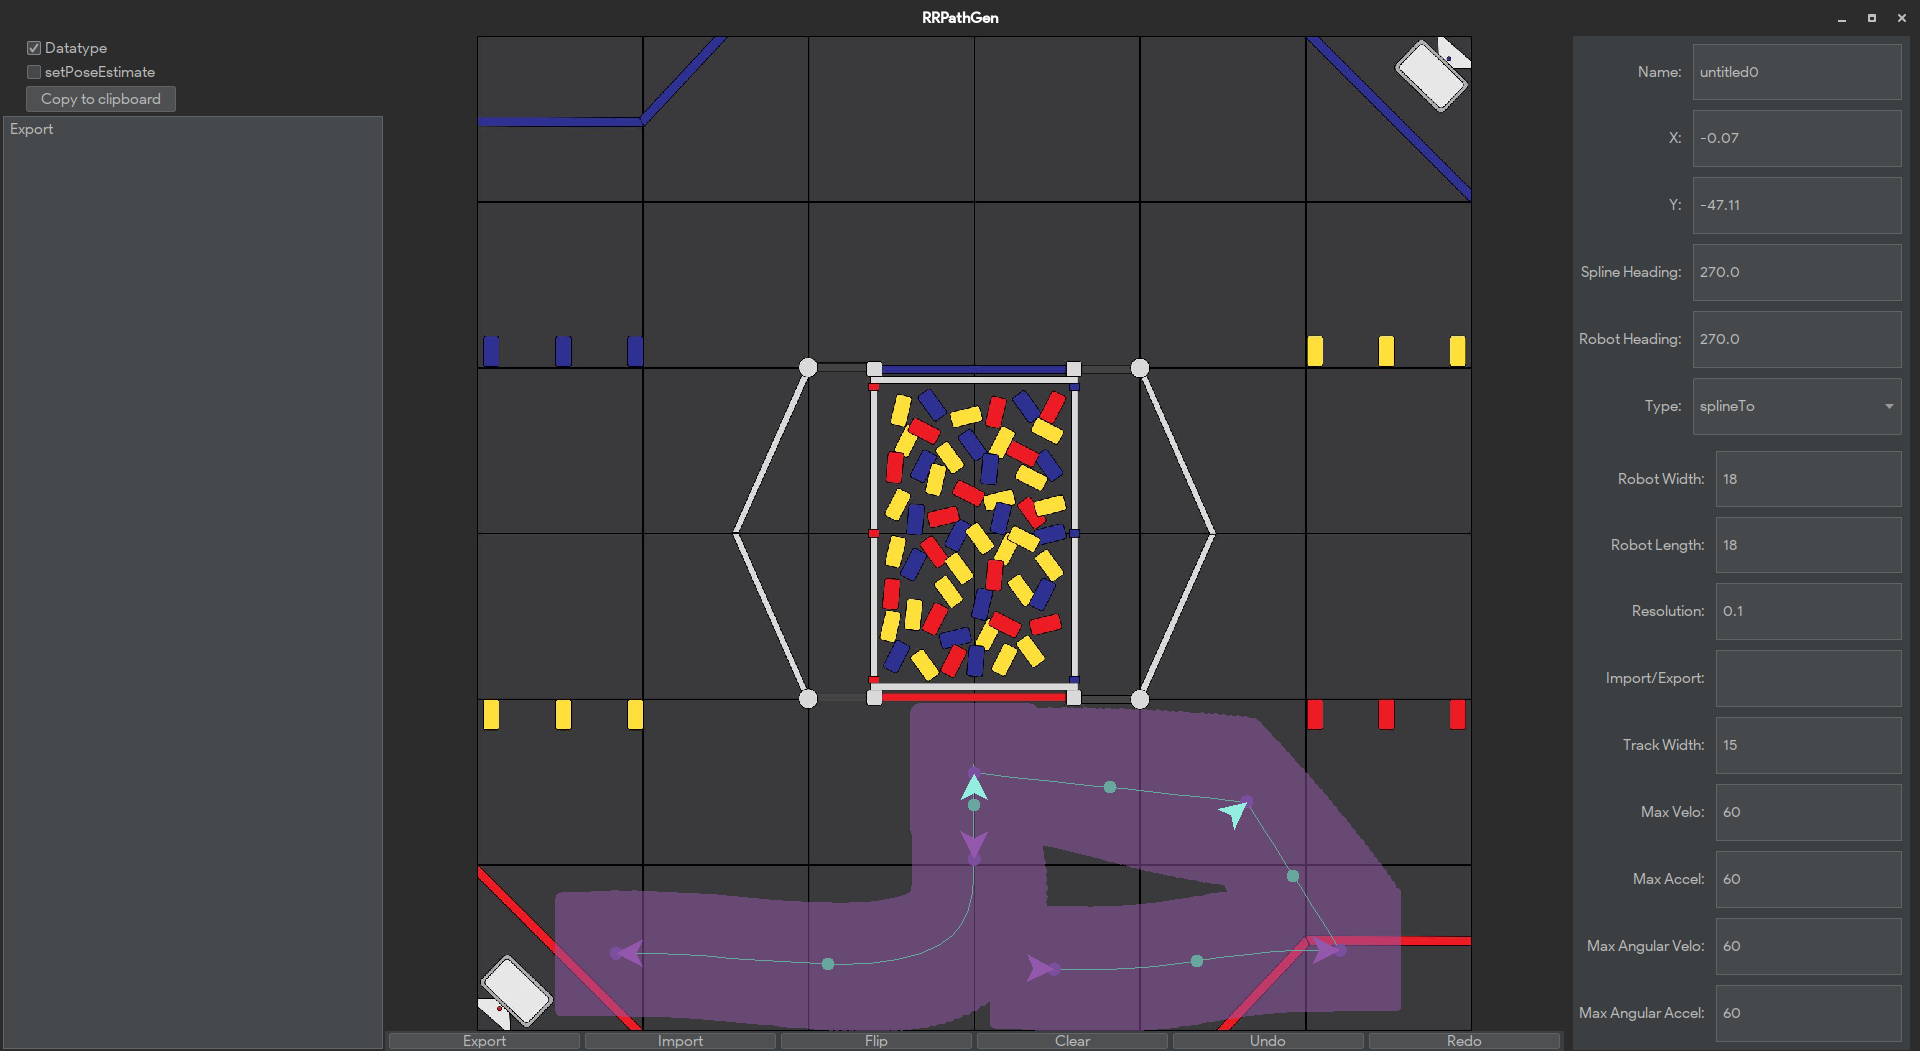 RRPathGen
Datatype
setPoseEstimate
Copy to clipboard
Export
Name: untitled0
X: -0.07
Y: -47.11
Spline Heading: 270.0
Robot Heading: 270.0
Type: splineTo
Robot Width: 18
Robot Length: 18
Resolution: 0.1
Import/Export:
Track Width: 15
Max Velo: 60
Max Accel: 60
Max Angular Velo: 60
Max Angular Accel: 60
Export Import Flip Clear Undo Redo